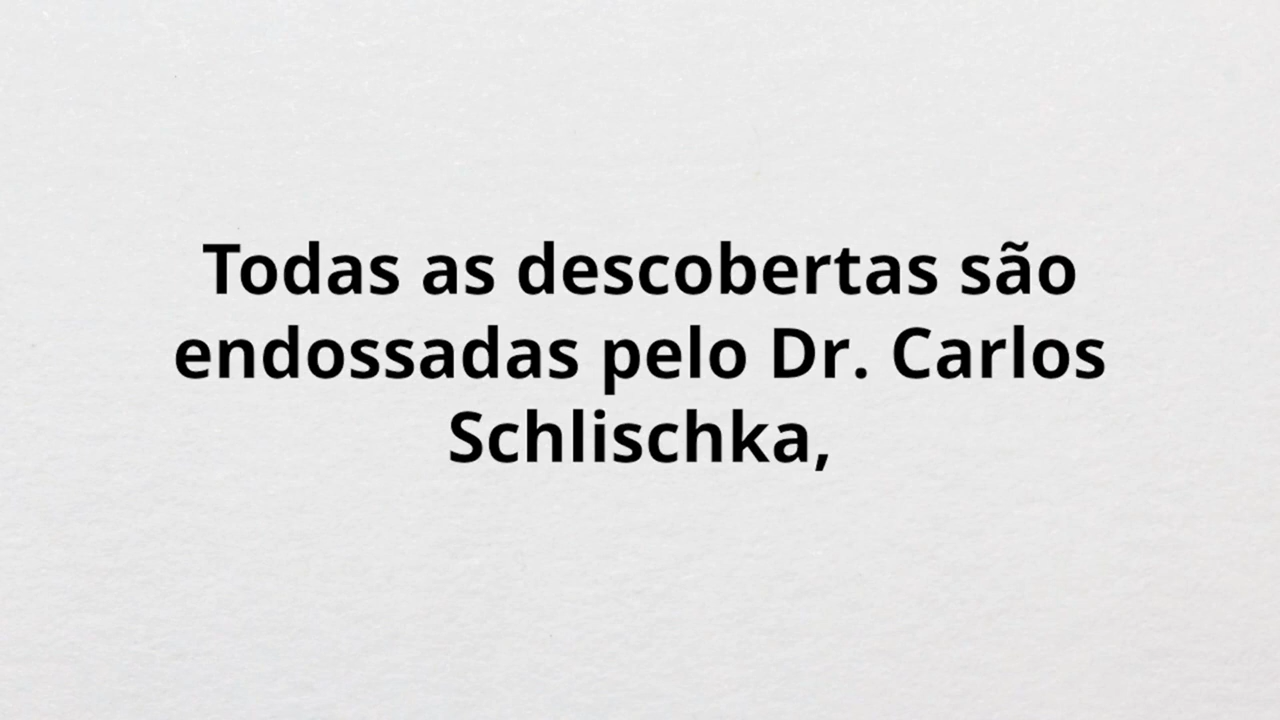 Todas as descobertas são
endossadas pelo Dr. Carlos
Schlischka,